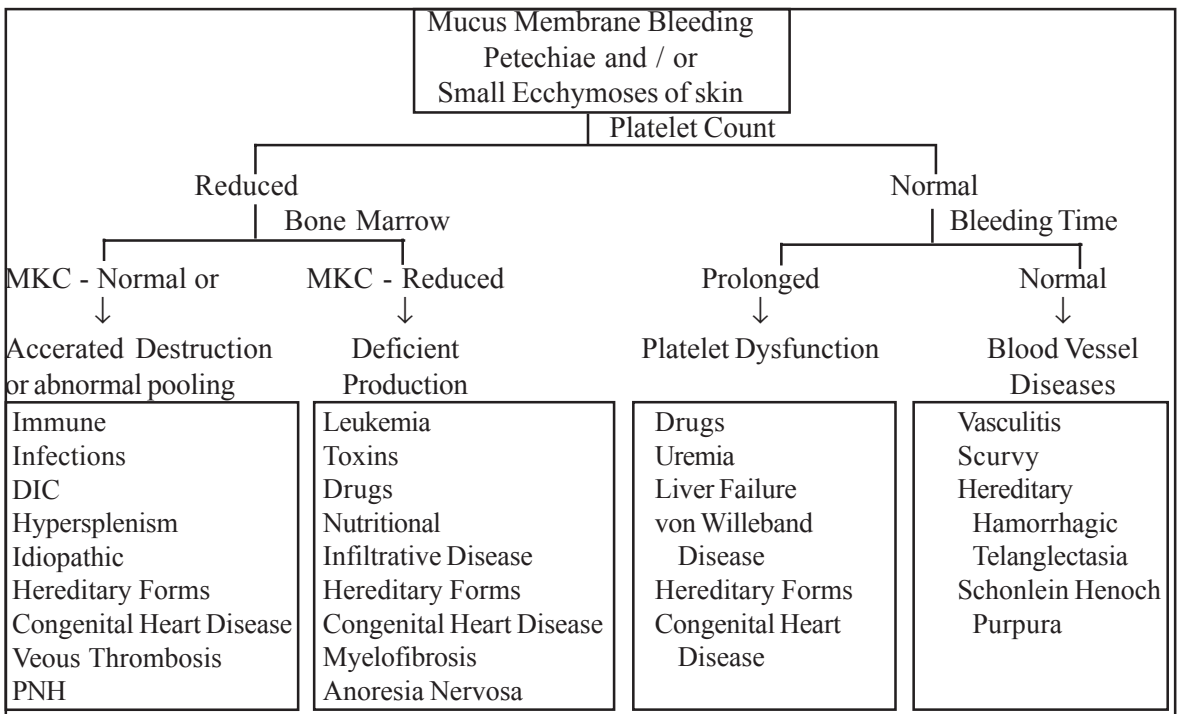 Mucus Membrane Bleeding
Petechiae and / or
Small Ecchymoses of skin
Platelet Count
Reduced
Normal
Bone Marrow
Bleeding Time
MKC - Normal or
MKC - Reduced
Prolonged
Normal
↓
↓
↓
↓
Accerated Destruction
or abnormal pooling
Deficient
Production
Platelet Dysfunction
Blood Vessel
Diseases
Immune
Infections
DIC
Hypersplenism
Idiopathic
Hereditary Forms
Congenital Heart Disease
Veous Thrombosis
PNH
Leukemia
Toxins
Drugs
Nutritional
Infiltrative Disease
Hereditary Forms
Congenital Heart Disease
Myelofibrosis
Anoresia Nervosa
Drugs
Uremia
Liver Failure
von Willeband
Disease
Hereditary Forms
Congenital Heart
Disease
Vasculitis
Scurvy
Hereditary
Hamorrhagic
Telanglectasia
Schonlein Henoch
Purpura